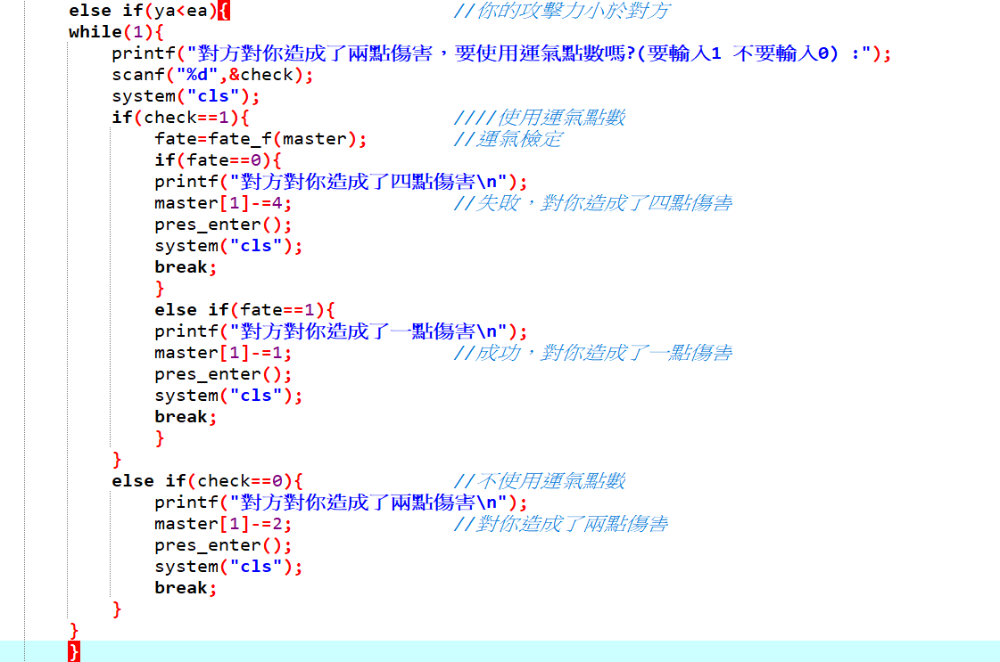 else if(ya<ea){ //你的攻擊力小於對方
while(1){
printf("對方對你造成了兩點傷害，要使用運氣點數嗎?(要輸入1 不要輸入0) :");
scanf("%d",&check);
system("cls");
if(check==1){ ////使用運氣點數
fate=fate_f(master); //運氣檢定
if(fate==0){
printf("對方對你造成了四點傷害\n");
master[1]-=4; //失敗，對你造成了四點傷害
pres_enter();
system("cls");
break;
}
else if(fate==1){
printf("對方對你造成了一點傷害\n");
master[1]-=1; //成功，對你造成了一點傷害
pres_enter();
system("cls");
break;
}
}
else if(check==0){ //不使用運氣點數
printf("對方對你造成了兩點傷害\n");
master[1]-=2; //對你造成了兩點傷害
pres_enter();
system("cls");
break;
}
}
}